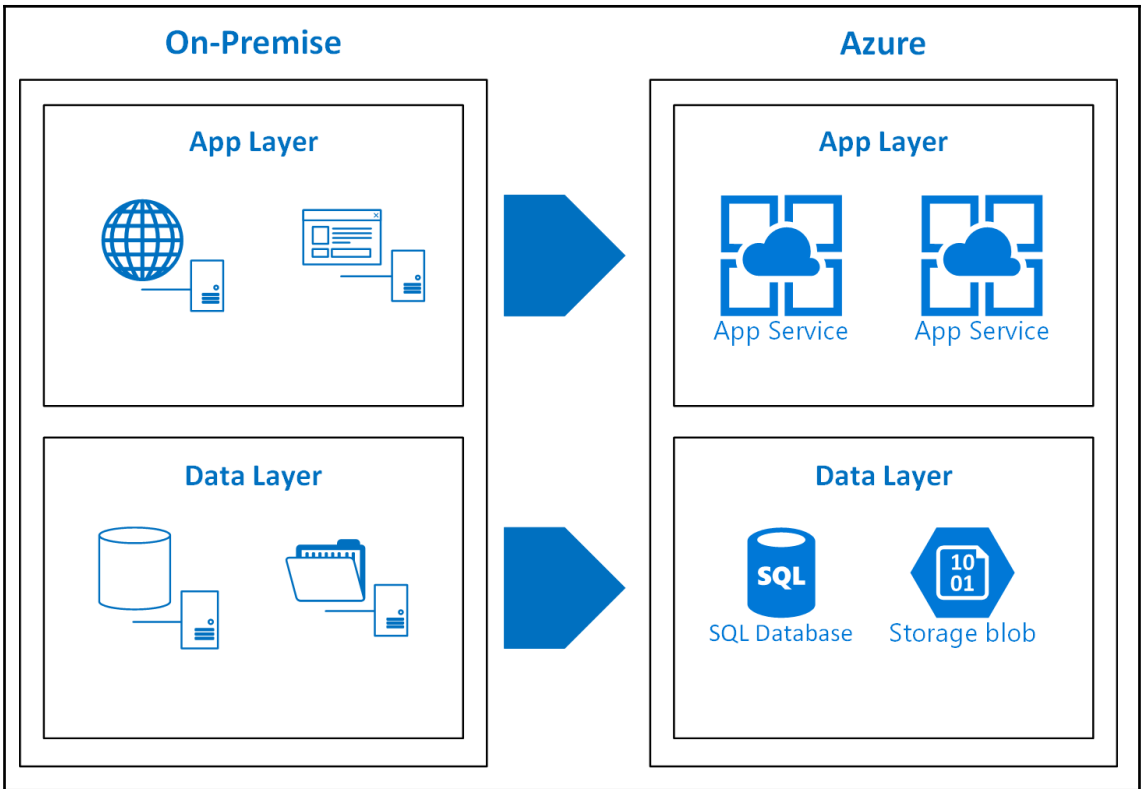 On-Premise
Azure
App Layer
App Layer
App Service
App Service
Data Layer
Data Layer
SQL
10
01
SQL Database
Storage blob